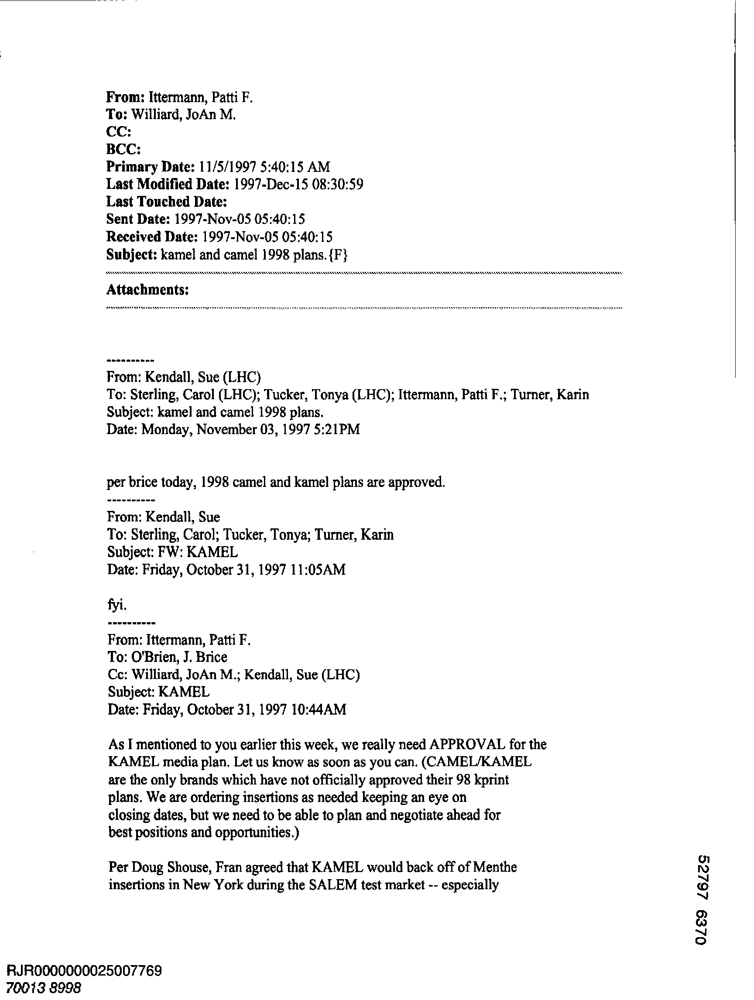 From: Ittermann, Patti F.
To: Williard, JoAn M.
CC:
BCC:
Primary Date: 11/5/1997 5:40:15 AM
Last Modified Date: 1997-Dec-15 08:30:59
Last Touched Date:
Sent Date: 1997-Nov-05 05:40:15
Received Date: 1997-Nov-05 05:40:15
Subject: kamel and camel 1998 plans.{F}
Attachments:
----------
From: Kendall, Sue (LHC)
To: Sterling, Carol (LHC); Tucker, Tonya (LHC); Ittermann, Patti F.; Turner, Karin
Subject: kamel and camel 1998 plans.
Date: Monday, November 03, 1997 5:21PM
per brice today, 1998 camel and kamel plans are approved.
----------
From: Kendall, Sue
To: Sterling, Carol; Tucker, Tonya; Turner, Karin
Subject: FW: KAMEL
Date: Friday, October 31, 1997 11:05AM
fyi.
----------
From: Ittermann, Patti F.
To: O'Brien, J. Brice
Cc: Williard, JoAn M.; Kendall, Sue (LHC)
Subject: KAMEL
Date: Friday, October 31, 1997 10:44AM
As I mentioned to you earlier this week, we really need APPROVAL for the
KAMEL media plan. Let us know as soon as you can. (CAMEL/KAMEL
are the only brands which have not officially approved their 98 kprint
plans. We are ordering insertions as needed keeping an eye on
closing dates, but we need to be able to plan and negotiate ahead for
best positions and opportunities.)
Per Doug Shouse, Fran agreed that KAMEL would back off of Menthe
insertions in New York during the SALEM test market -- especially
52797 6370
RJR0000000025007769
70013 8998